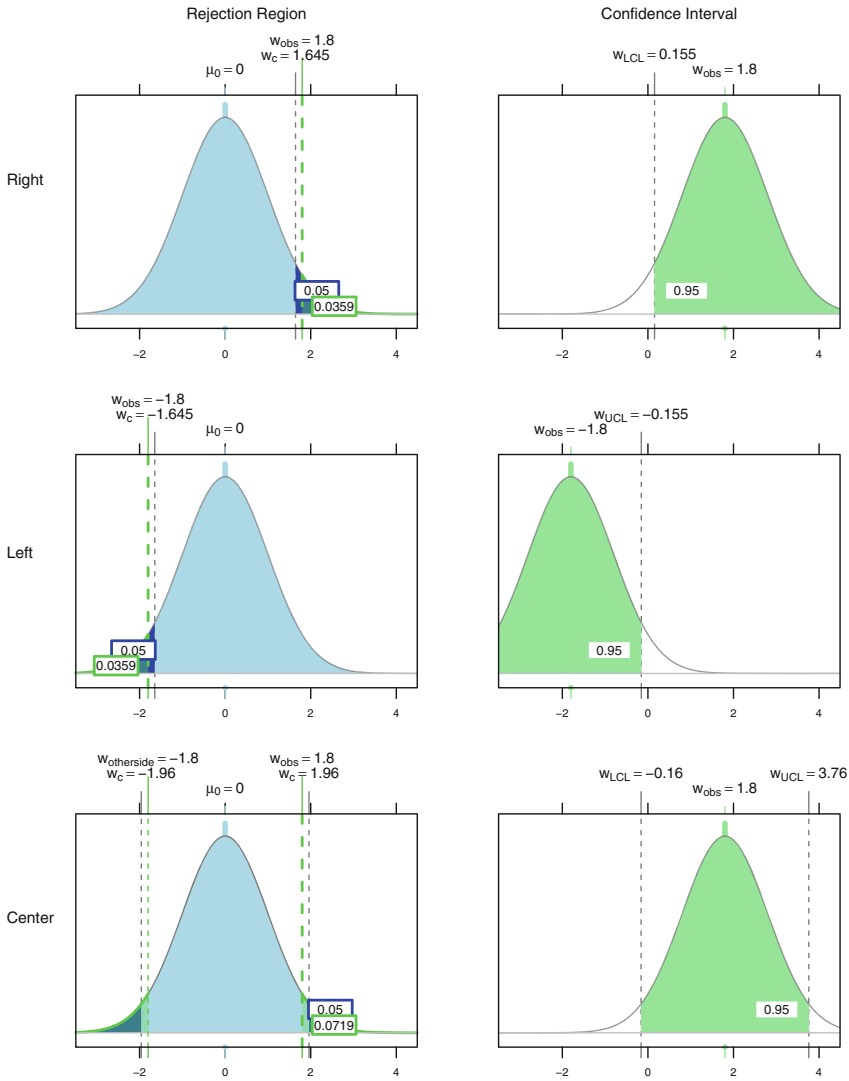 Rejection Region
Confidence Interval
w_obs = 1.8
w_c = 1.645
μ_0 = 0
w_LCL = 0.155
w_obs = 1.8
Right
0.05
0.0359
0.95
−2 0 2 4
−2 0 2 4
w_obs = −1.8
w_c = −1.645
μ_0 = 0
w_UCL = −0.155
w_obs = −1.8
Left
0.05
0.0359
0.95
−2 0 2 4
−2 0 2 4
w_otherside = −1.8
w_c = −1.96
μ_0 = 0
w_obs = 1.8
w_c = 1.96
w_LCL = −0.16
w_UCL = 3.76
w_obs = 1.8
Center
0.05
0.0719
0.95
−2 0 2 4
−2 0 2 4